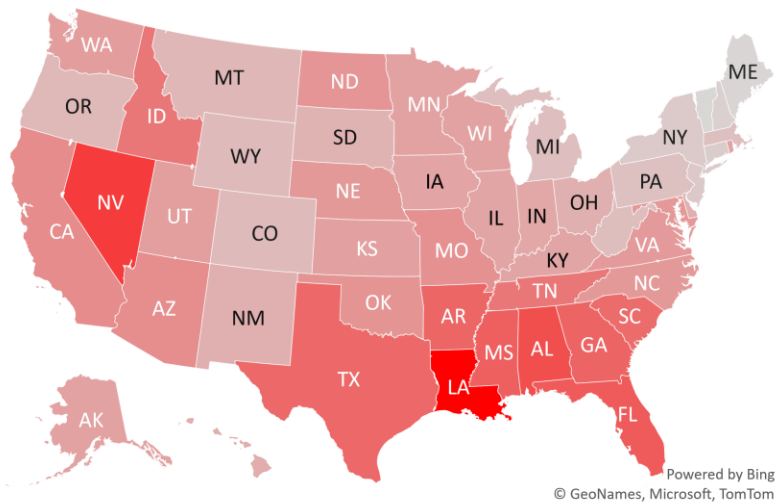 WA
MT
ND
MN
ME
OR
ID
SD
WI
MI
NY
WY
NE
IA
PA
NV
UT
CO
IL
IN
OH
CA
KS
MO
KY
VA
AZ
NM
OK
AR
TN
NC
TX
LA
MS
AL
GA
SC
FL
AK
Powered by Bing
© GeoNames, Microsoft, TomTom